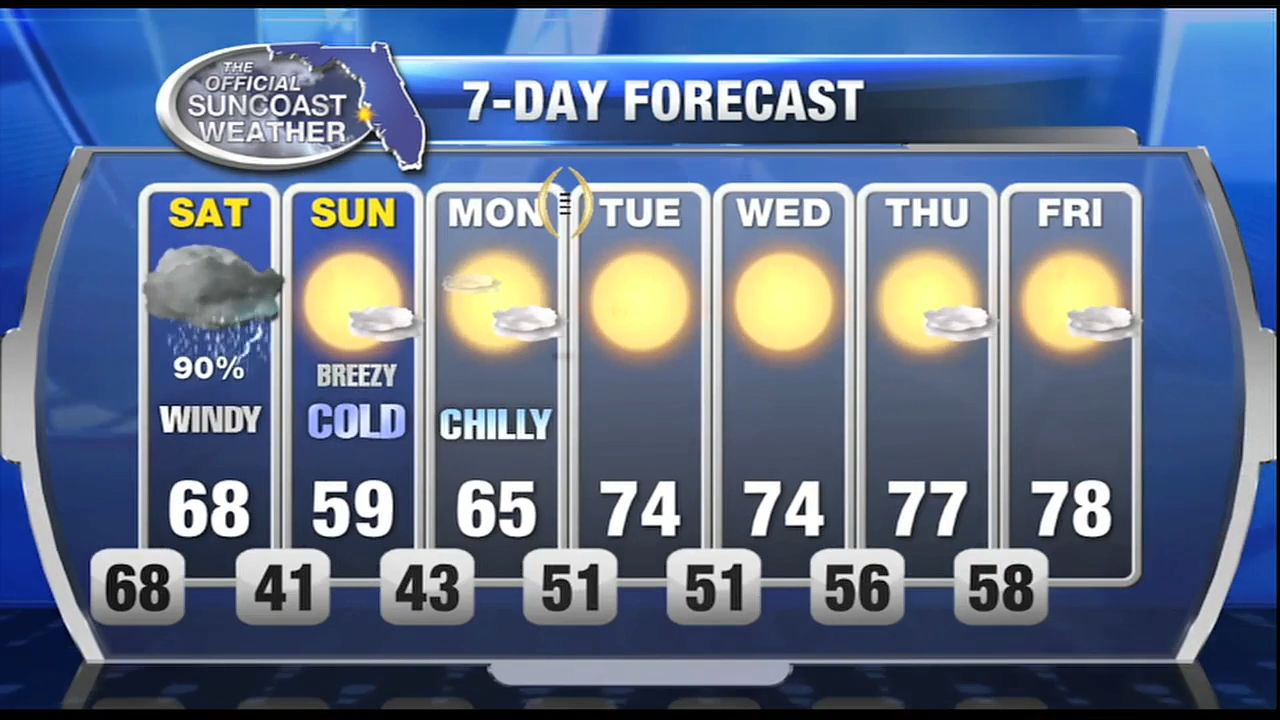 THE
OFFICIAL
SUNCOAST
WEATHER
7-DAY FORECAST
SAT
SUN
MON
TUE
WED
THU
FRI
90%
BREEZY
WINDY
COLD
CHILLY
68
59
65
74
74
77
78
68
41
43
51
51
56
58